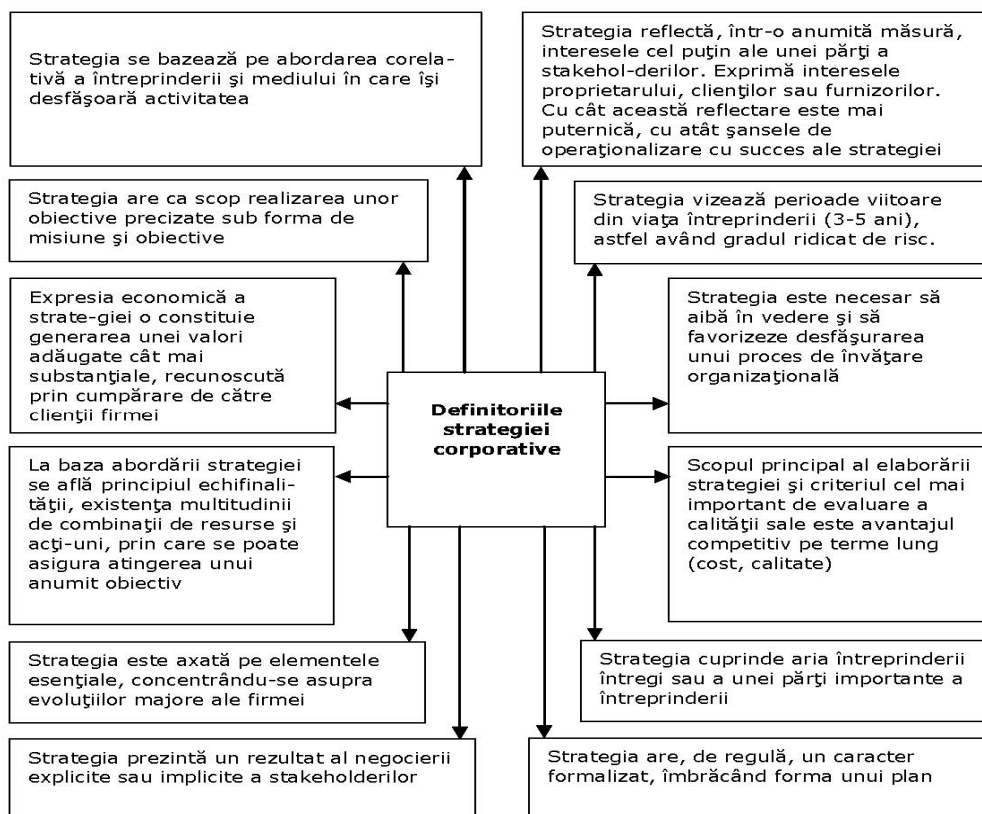 Strategia se bazează pe abordarea corela-
tivă a întreprinderii şi mediului în care îşi
desfăşoară activitatea
Strategia reflectă, într-o anumită măsură,
interesele cel puţin ale unei părţi a
stakehol-derilor. Exprimă interesele
proprietarului, clienţilor sau furnizorilor.
Cu cât această reflectare este mai
puternică, cu atât şansele de
operaţionalizare cu succes ale strategiei
Strategia are ca scop realizarea unor
obiective precizate sub forma de
misiune şi obiective
Strategia vizează perioade viitoare
din viaţa întreprinderii (3-5 ani),
astfel având gradul ridicat de risc.
Expresia economică a
strate-giei o constituie
generarea unei valori
adăugate cât mai
substanţiale, recunoscută
prin cumpărare de către
clienţii firmei
Strategia este necesar să
aibă în vedere şi să
favorizeze desfăşurarea
unui proces de învăţare
organizaţională
Definitoriile
strategiei
corporative
La baza abordării strategiei
se află principiul echifinali-
tăţii, existenţa multitudinii
de combinaţii de resurse şi
acţi-uni, prin care se poate
asigura atingerea unui
anumit obiectiv
Scopul principal al elaborării
strategiei şi criteriul cel mai
important de evaluare a
calităţii sale este avantajul
competitiv pe terme lung
(cost, calitate)
Strategia este axată pe elementele
esenţiale, concentrându-se asupra
evoluţiilor majore ale firmei
Strategia cuprinde aria întreprinderii
întregi sau a unei părţi importante a
întreprinderii
Strategia prezintă un rezultat al negocierii
explicite sau implicite a stakeholderilor
Strategia are, de regulă, un caracter
formalizat, îmbrăcând forma unui plan